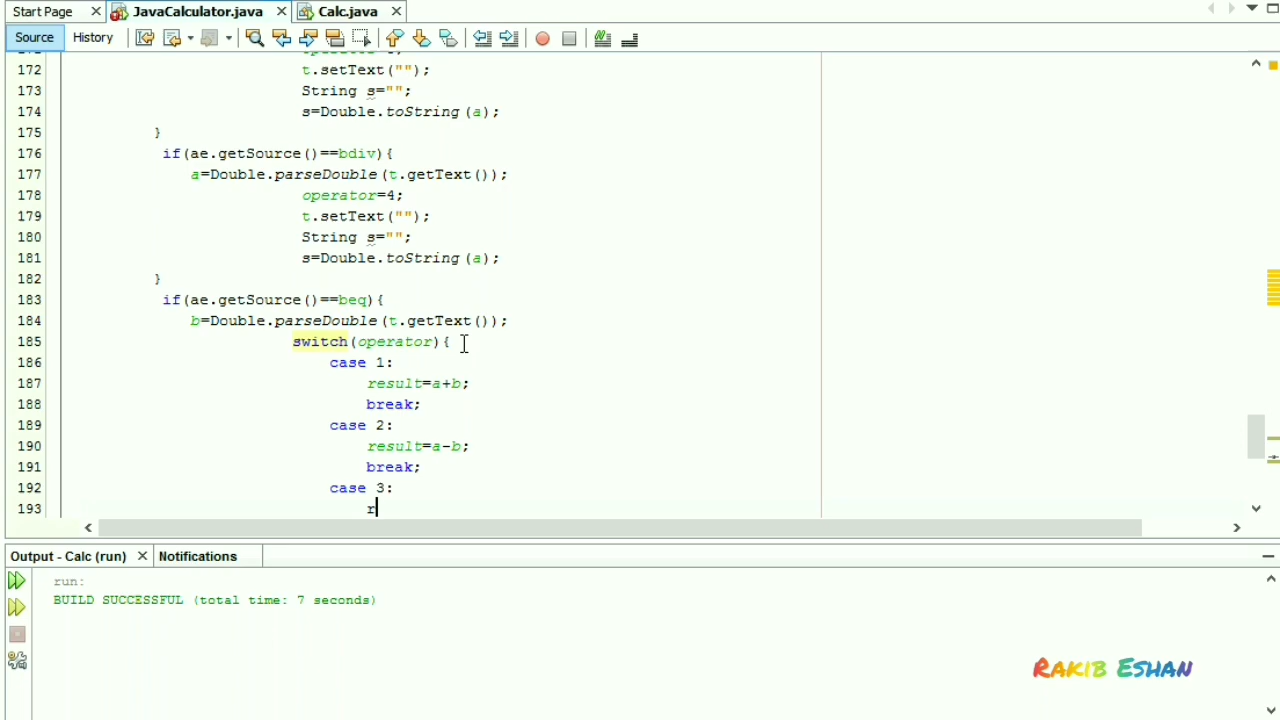 Start Page
JavaCalculator.java
Calc.java
Source
History
172 t.setText("");
173 String s="";
174 s=Double.toString(a);
175 }
176 if(ae.getSource()==bdiv){
177 a=Double.parseDouble(t.getText());
178 operator=4;
179 t.setText("");
180 String s="";
181 s=Double.toString(a);
182 }
183 if(ae.getSource()==beq){
184 b=Double.parseDouble(t.getText());
185 switch(operator){
186 case 1:
187 result=a+b;
188 break;
189 case 2:
190 result=a-b;
191 break;
192 case 3:
193 r
Output - Calc (run)
Notifications
run:
BUILD SUCCESSFUL (total time: 7 seconds)
RAKIB ESHAN